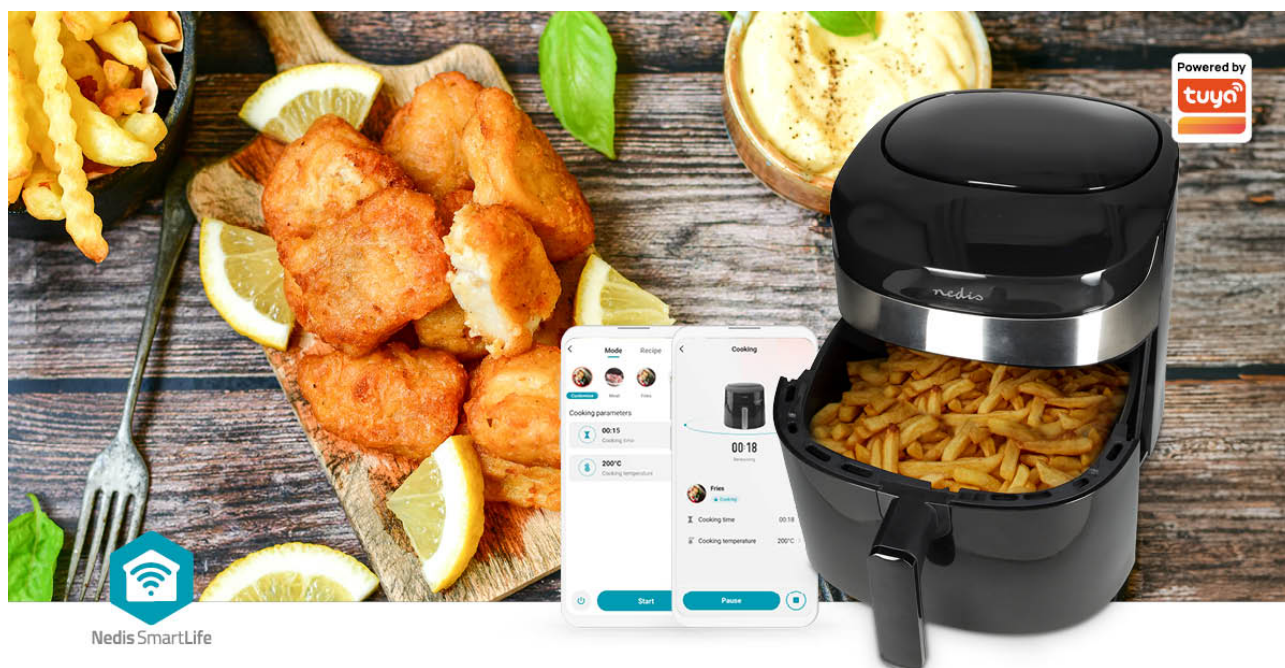 Powered by
tuya
nedis
Mode Recipe
Customise Meat Fries
Cooking parameters
00:15
Cooking time
200°C
Cooking temperature
Start
Cooking
00:18
Remaining
Fries
Cooking
Cooking time 00:18
Cooking temperature 200°C
Pause
Nedis SmartLife